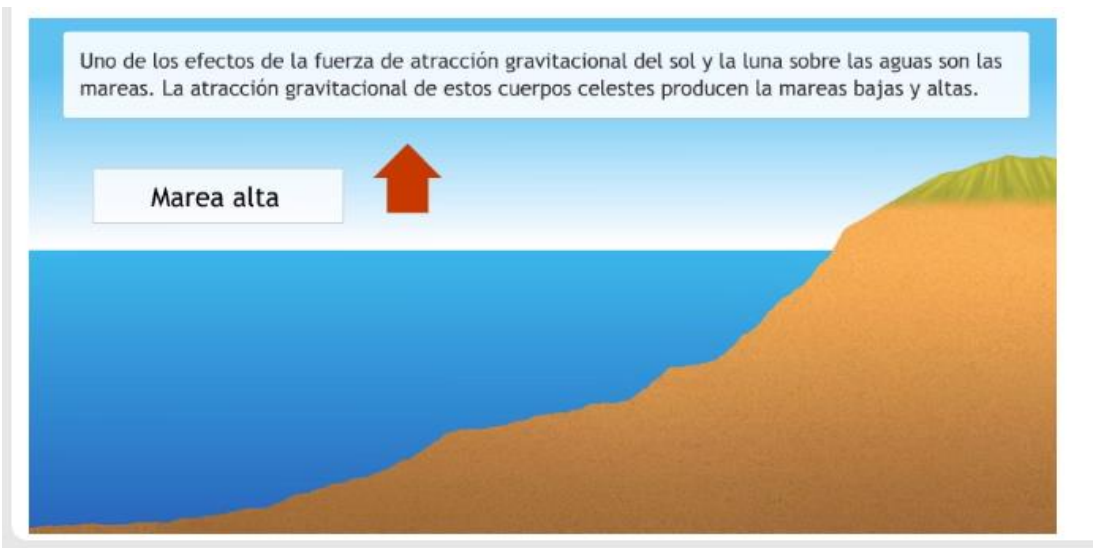 Uno de los efectos de la fuerza de atracción gravitacional del sol y la luna sobre las aguas son las
mareas. La atracción gravitacional de estos cuerpos celestes producen la mareas bajas y altas.
Marea alta